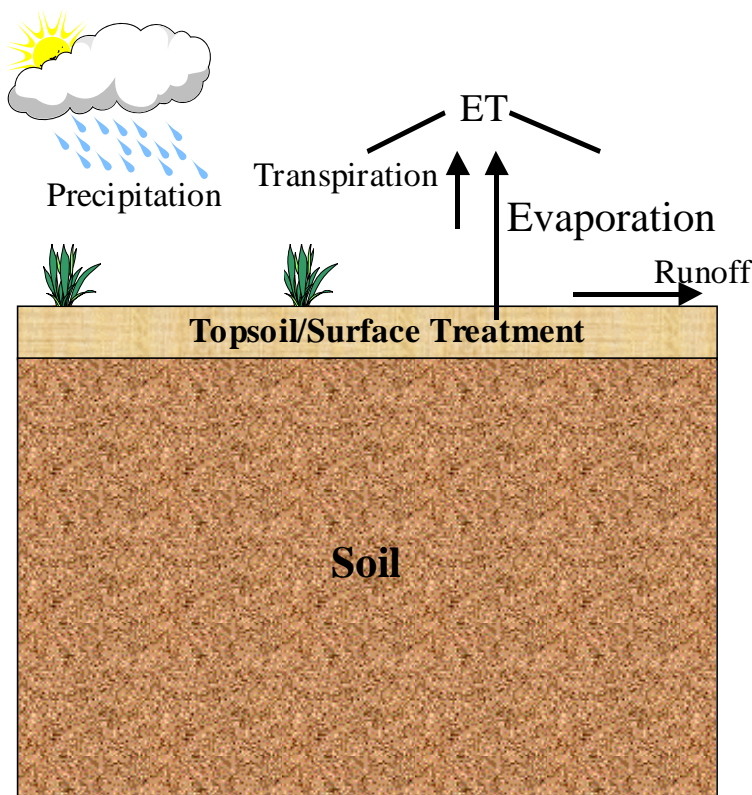 ET
Transpiration
Precipitation
Evaporation
Runoff
Topsoil/Surface Treatment
Soil